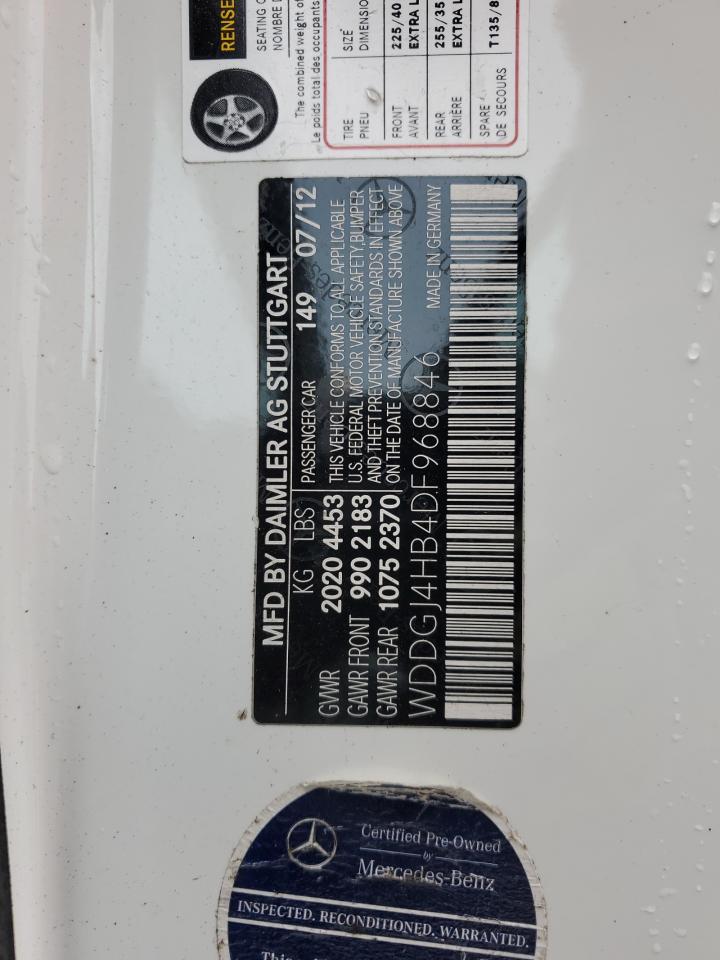 RENSE
SEATING
NOMBRE
The combined weight of
Le poids total des occupants
TIRE SIZE
PNEU DIMENSIO
FRONT 225/40
AVANT EXTRA L
REAR 255/35
ARRIÈRE EXTRA L
SPARE T135/8
DE SECOURS
MFD BY DAIMLER AG STUTTGART
KG LBS PASSENGER CAR 149 07/12
GVWR 2020 4453
GAWR FRONT 990 2183
GAWR REAR 1075 2370
THIS VEHICLE CONFORMS TO ALL APPLICABLE
U.S. FEDERAL MOTOR VEHICLE SAFETY, BUMPER
AND THEFT PREVENTION STANDARDS IN EFFECT
ON THE DATE OF MANUFACTURE SHOWN ABOVE
WDDGJ4HB4DF968846 MADE IN GERMANY
Certified Pre-Owned
by
Mercedes-Benz
INSPECTED. RECONDITIONED. WARRANTED.